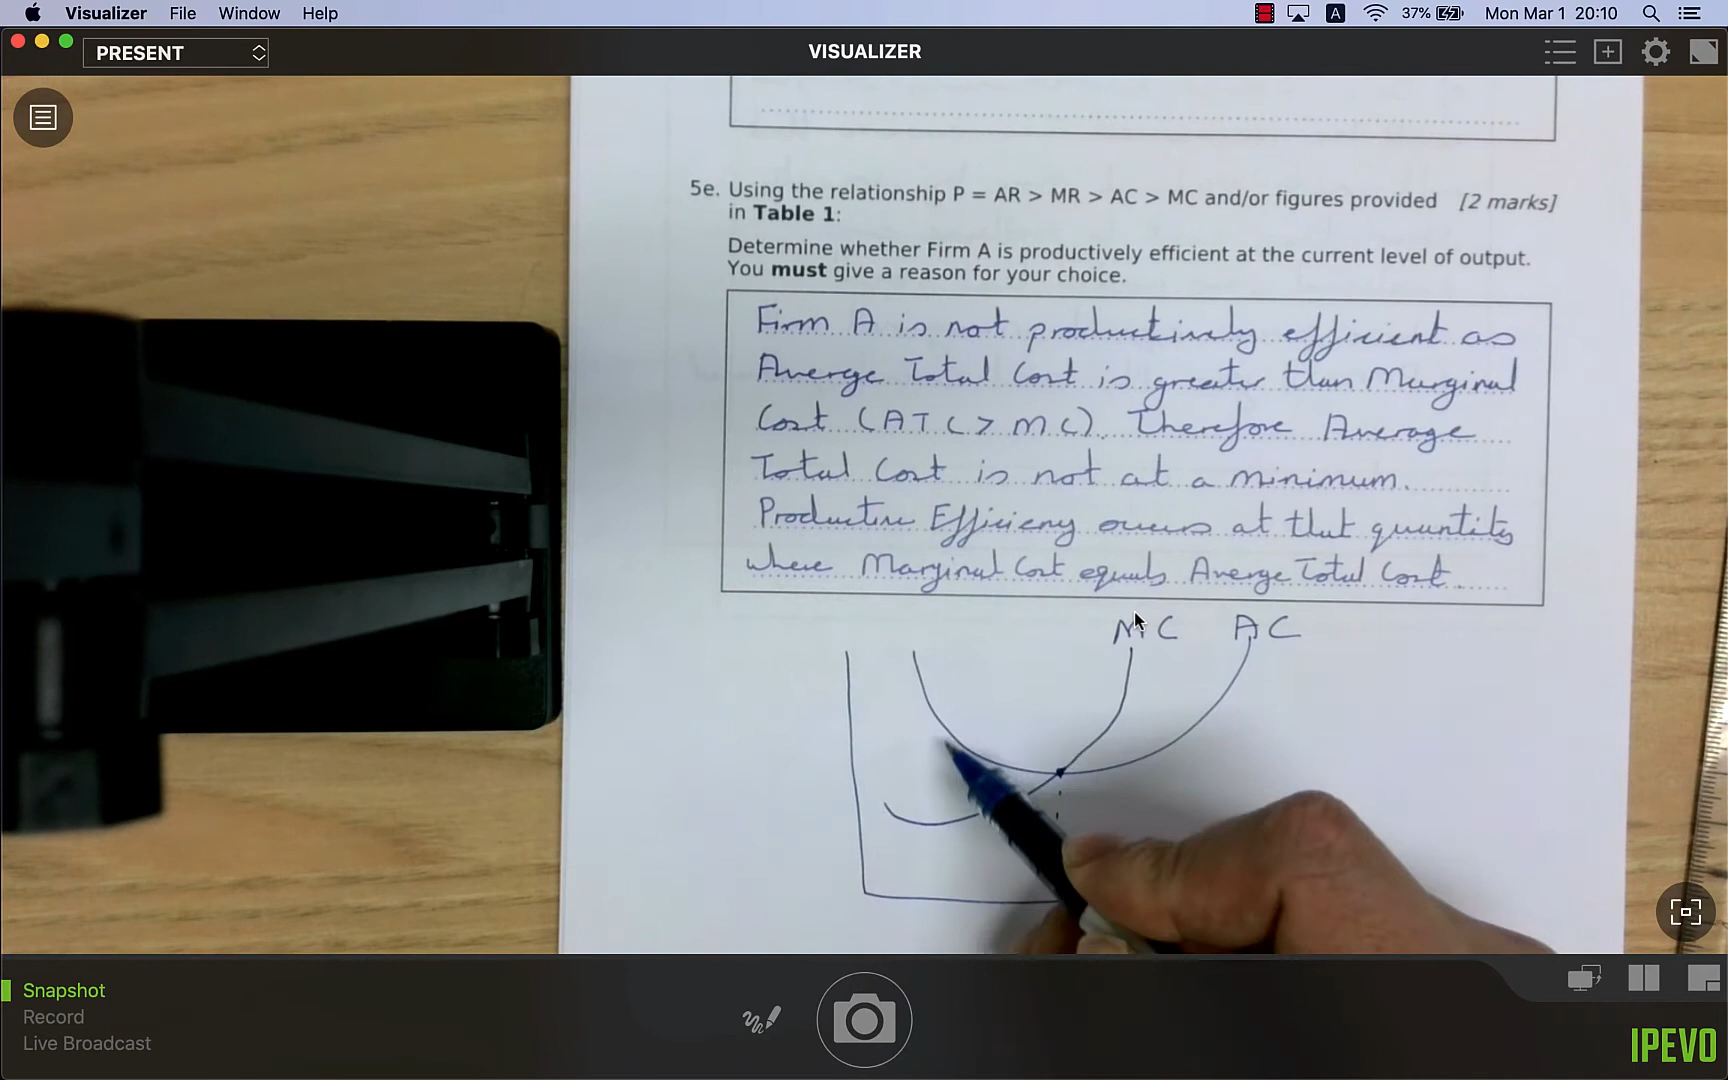 Visualizer File Window Help A 37% Mon Mar 1 20:10
PRESENT VISUALIZER
5e. Using the relationship P = AR > MR > AC > MC and/or figures provided [2 marks]
in Table 1:
Determine whether Firm A is productively efficient at the current level of output.
You must give a reason for your choice.
Firm A is not productively efficient as
Averge Total Cost is greater than Marginal
Cost (ATC > MC). Therefore Average
Total Cost is not at a minimum.
Productive Efficieny occurs at that quantity
where Marginal Cost equals Averge Total Cost.
MC AC
Snapshot
Record
Live Broadcast
IPEVO